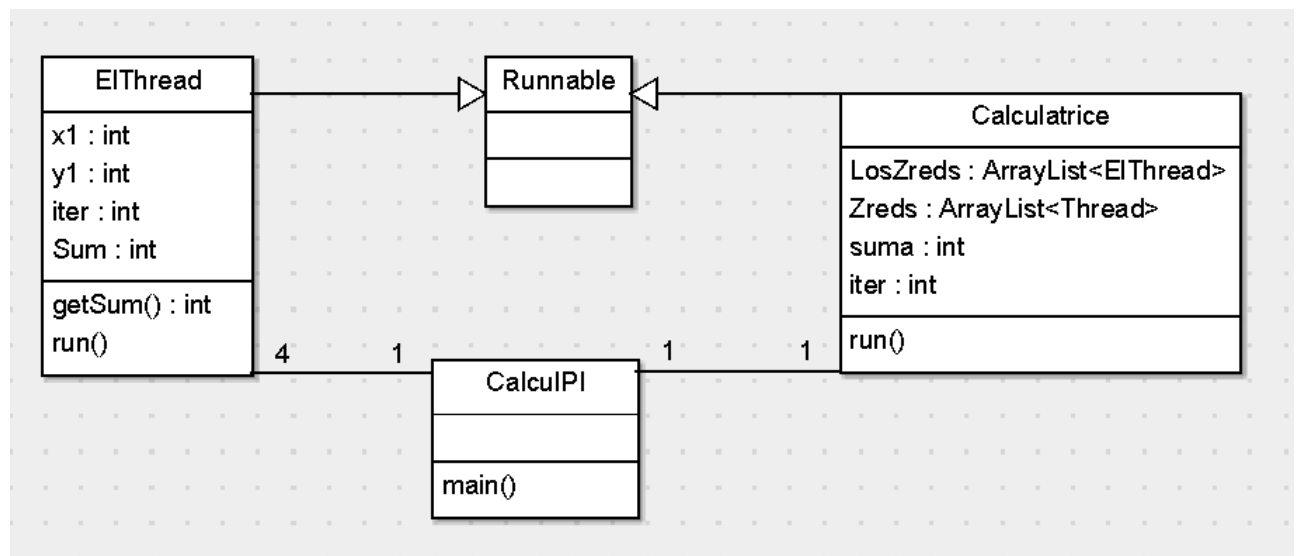 ElThread
x1 : int
y1 : int
iter : int
Sum : int
getSum() : int
run()
Runnable
Calculatrice
LosZreds : ArrayList<ElThread>
Zreds : ArrayList<Thread>
suma : int
iter : int
run()
4 1
1 1
CalculPI
main()